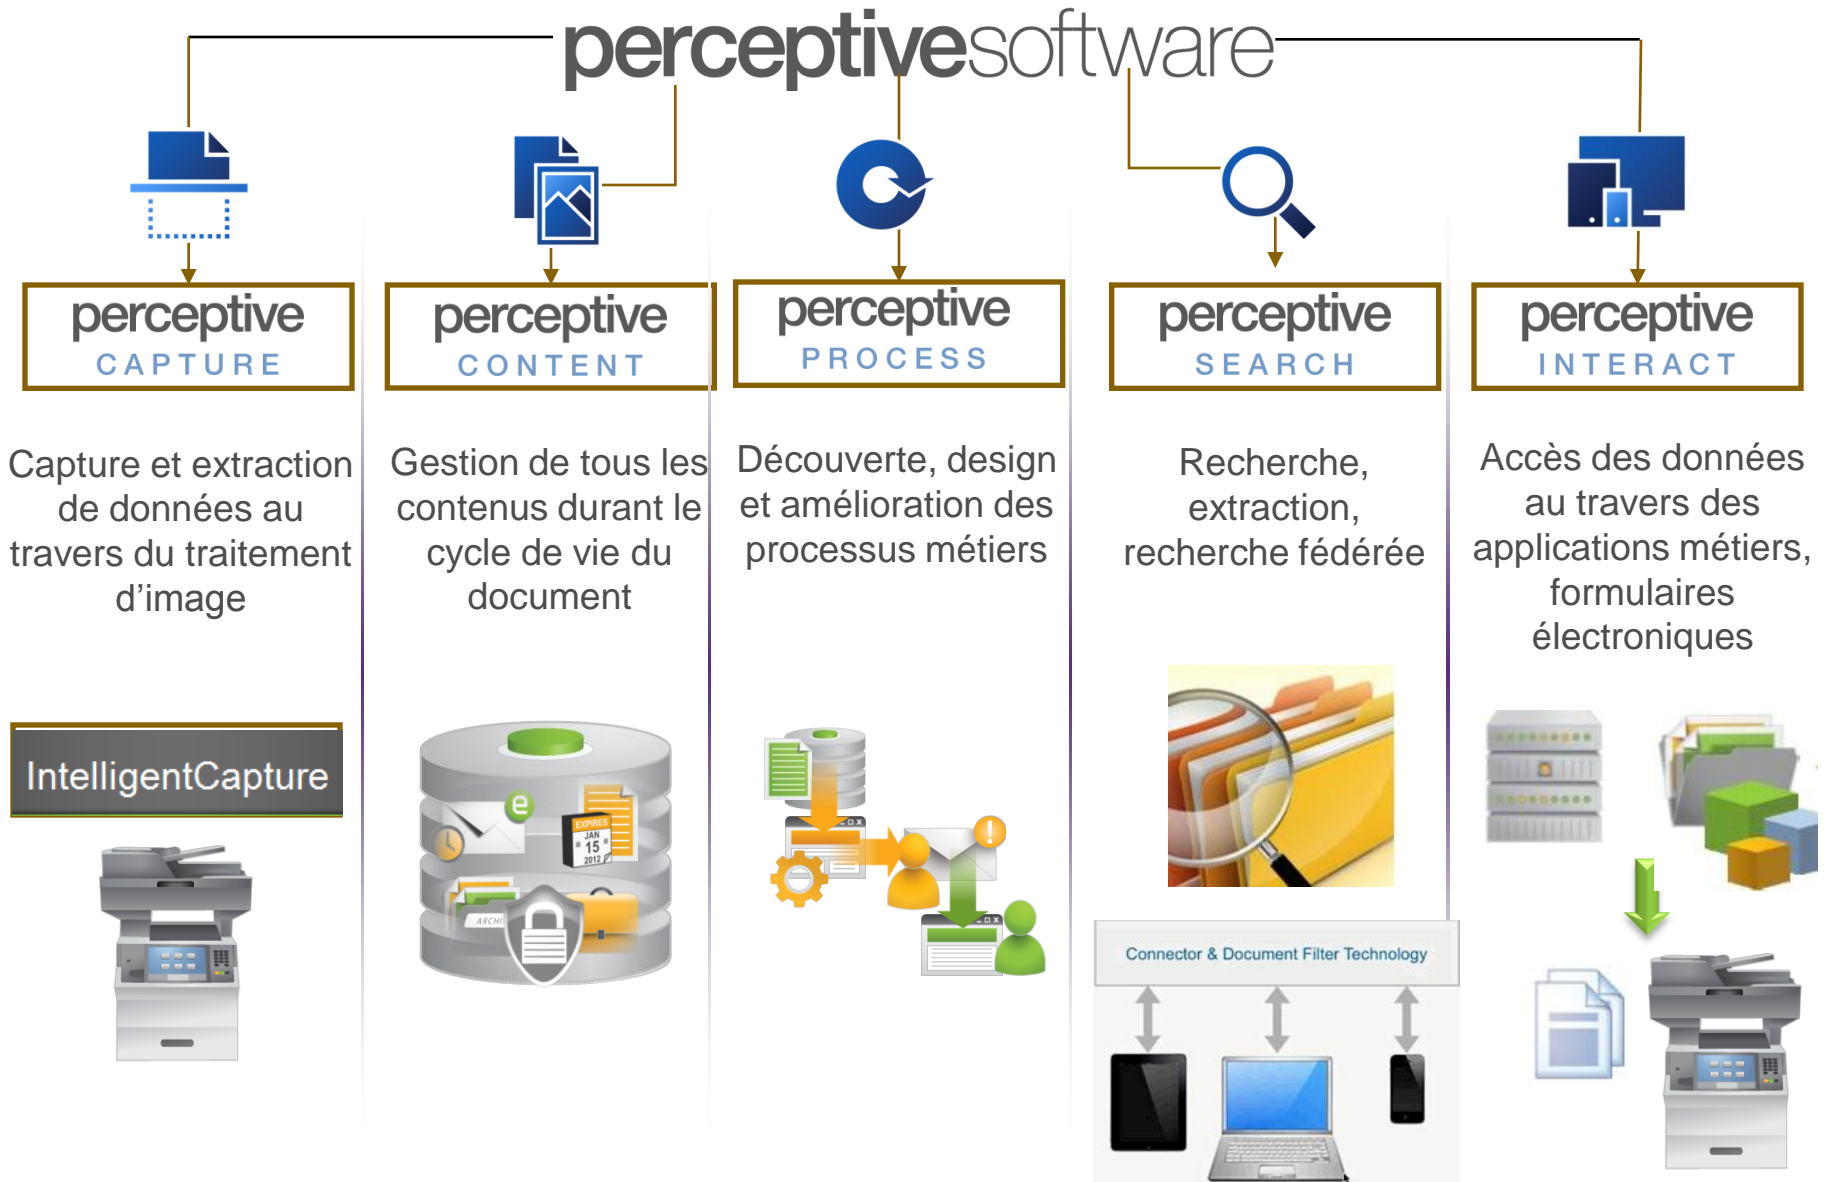 perceptivesoftware
perceptive
CAPTURE
Capture et extraction
de données au
travers du traitement
d’image
IntelligentCapture
perceptive
CONTENT
Gestion de tous les
contenus durant le
cycle de vie du
document
e
EXPIRES
JAN
15
2012
ARCHI
perceptive
PROCESS
Découverte, design
et amélioration des
processus métiers
perceptive
SEARCH
Recherche,
extraction,
recherche fédérée
Connector & Document Filter Technology
perceptive
INTERACT
Accès des données
au travers des
applications métiers,
formulaires
électroniques